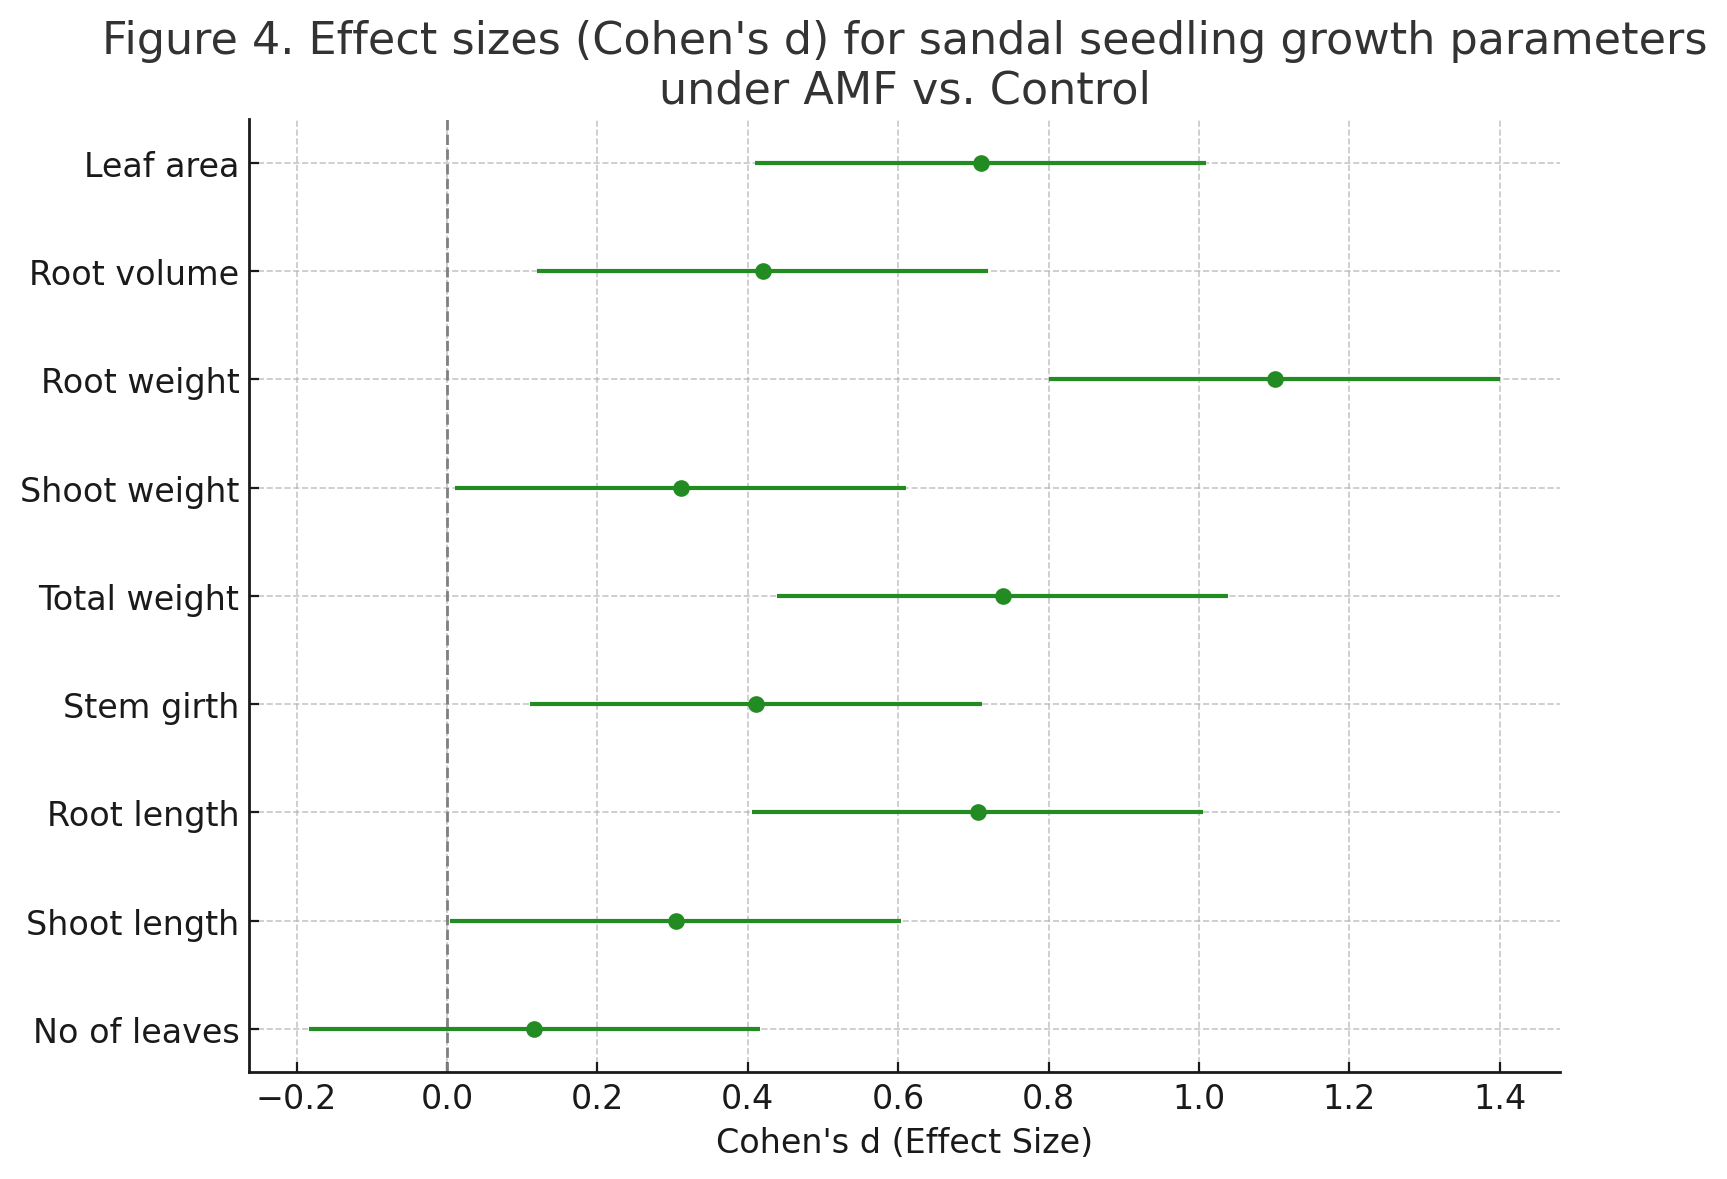 Figure 4. Effect sizes (Cohen's d) for sandal seedling growth parameters
under AMF vs. Control
Leaf area
Root volume
Root weight
Shoot weight
Total weight
Stem girth
Root length
Shoot length
No of leaves
−0.2 0.0 0.2 0.4 0.6 0.8 1.0 1.2 1.4
Cohen's d (Effect Size)